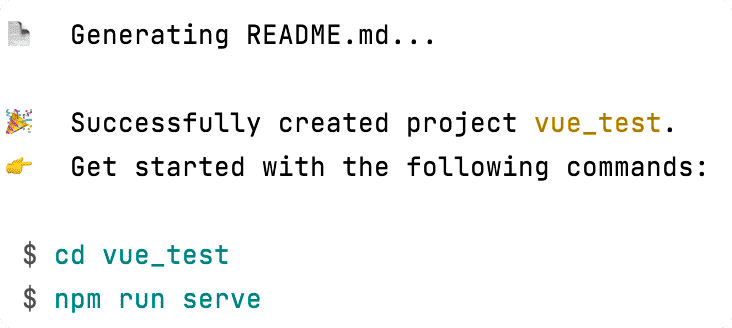 Generating README.md...
Successfully created project vue_test.
Get started with the following commands:
$ cd vue_test
$ npm run serve